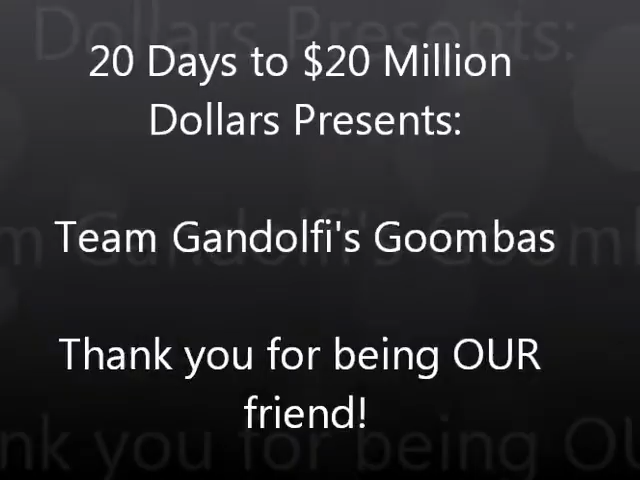 20 Days to $20 Million
Dollars Presents:
Team Gandolfi's Goombas
Thank you for being OUR
friend!